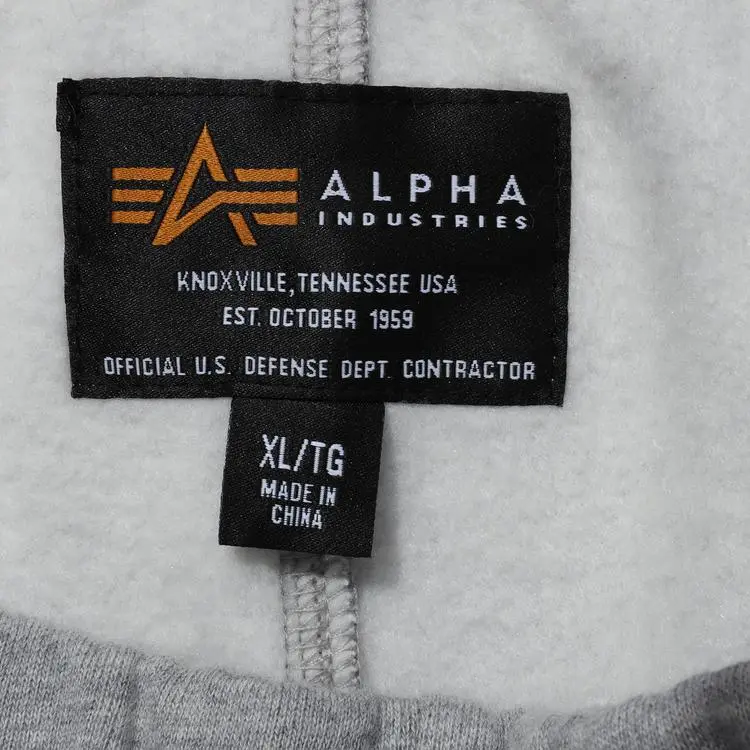 ALPHA
INDUSTRIES
KNOXVILLE, TENNESSEE USA
EST. OCTOBER 1959
OFFICIAL U.S. DEFENSE DEPT. CONTRACTOR
XL/TG
MADE IN
CHINA